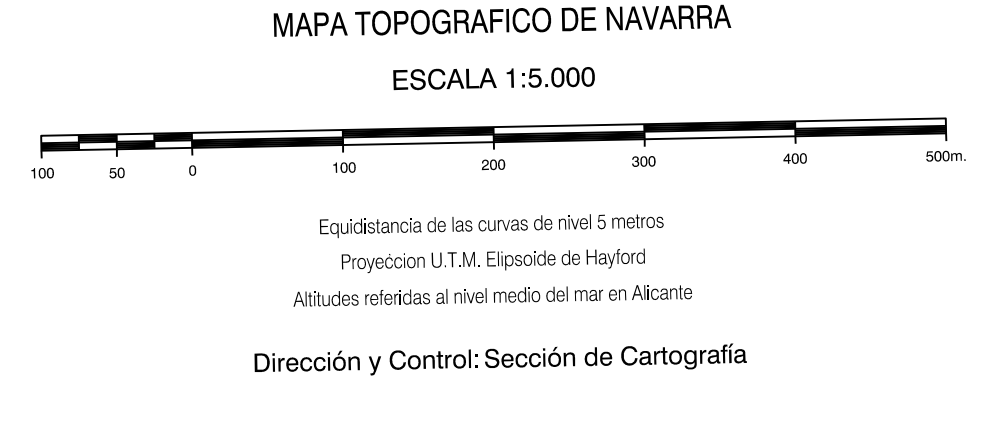 MAPA TOPOGRAFICO DE NAVARRA
ESCALA 1:5.000
100 50 0 100 200 300 400 500m.
Equidistancia de las curvas de nivel 5 metros
Proyeccion U.T.M. Elipsoide de Hayford
Altitudes referidas al nivel medio del mar en Alicante
Dirección y Control: Sección de Cartografía